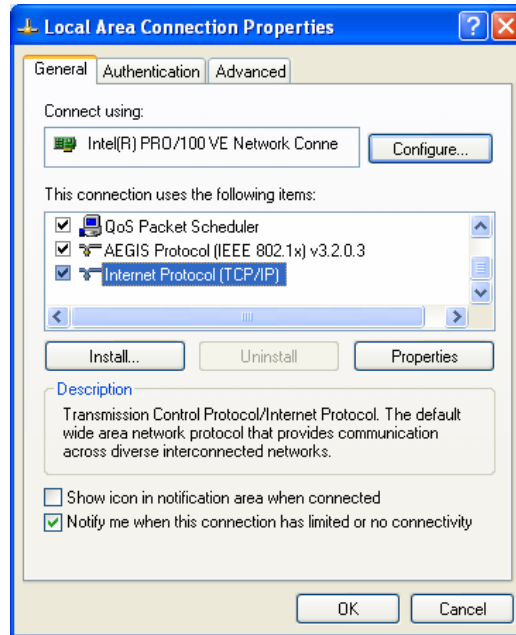 Local Area Connection Properties
General Authentication Advanced
Connect using:
Intel(R) PRO/100 VE Network Conne
Configure...
This connection uses the following items:
QoS Packet Scheduler
AEGIS Protocol (IEEE 802.1x) v3.2.0.3
Internet Protocol (TCP/IP)
Install... Uninstall Properties
Description
Transmission Control Protocol/Internet Protocol. The default
wide area network protocol that provides communication
across diverse interconnected networks.
Show icon in notification area when connected
Notify me when this connection has limited or no connectivity
OK Cancel